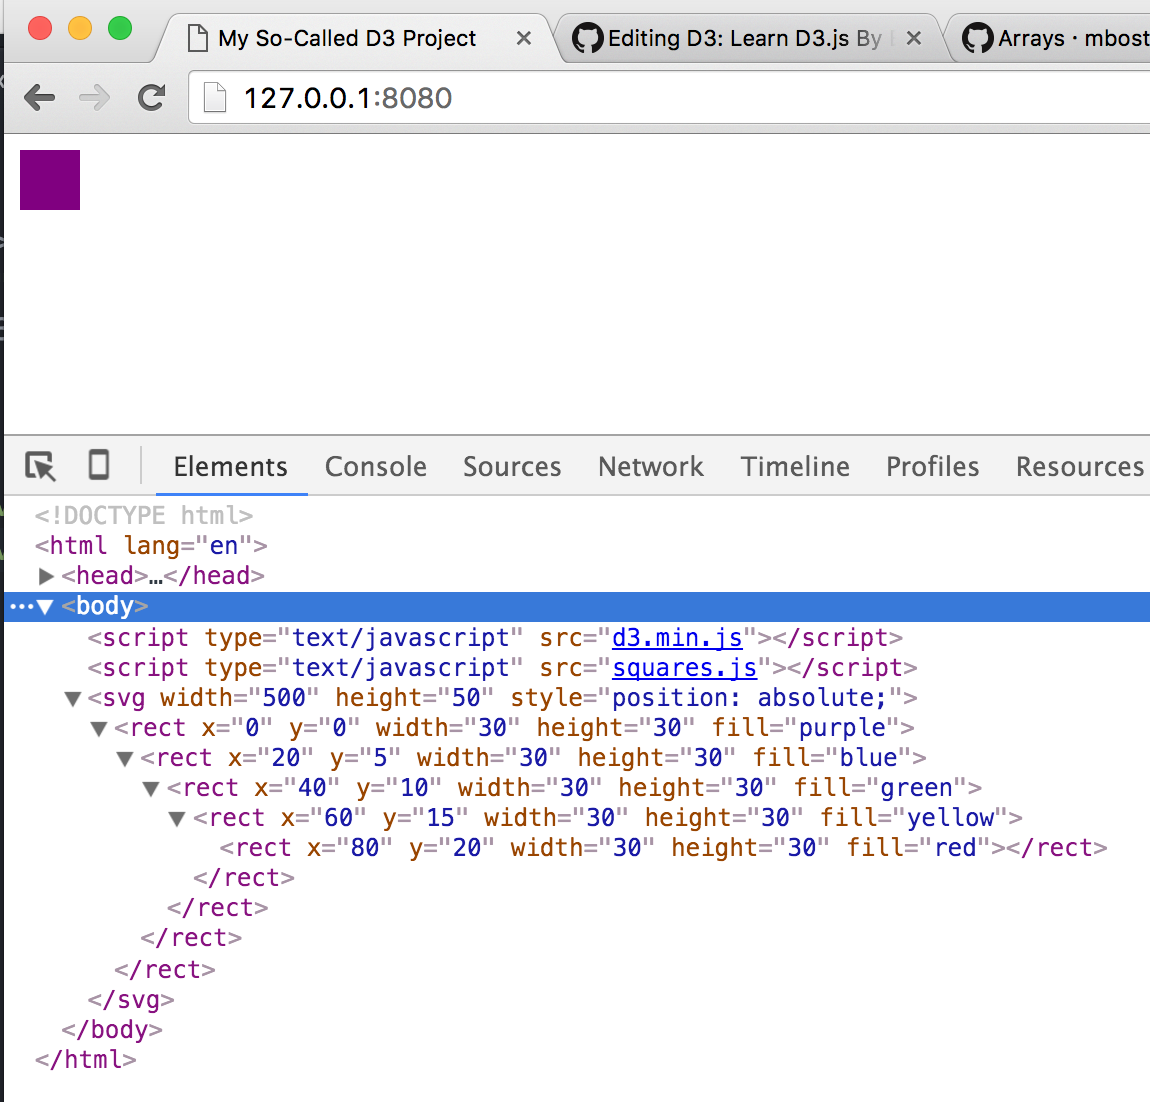 My So-Called D3 Project
Editing D3: Learn D3.js By
Arrays · mbost
127.0.0.1:8080
Elements Console Sources Network Timeline Profiles Resources
<!DOCTYPE html>
<html lang="en">
<head>…</head>
…<body>
<script type="text/javascript" src="d3.min.js"></script>
<script type="text/javascript" src="squares.js"></script>
<svg width="500" height="50" style="position: absolute;">
<rect x="0" y="0" width="30" height="30" fill="purple">
<rect x="20" y="5" width="30" height="30" fill="blue">
<rect x="40" y="10" width="30" height="30" fill="green">
<rect x="60" y="15" width="30" height="30" fill="yellow">
<rect x="80" y="20" width="30" height="30" fill="red"></rect>
</rect>
</rect>
</rect>
</rect>
</svg>
</body>
</html>